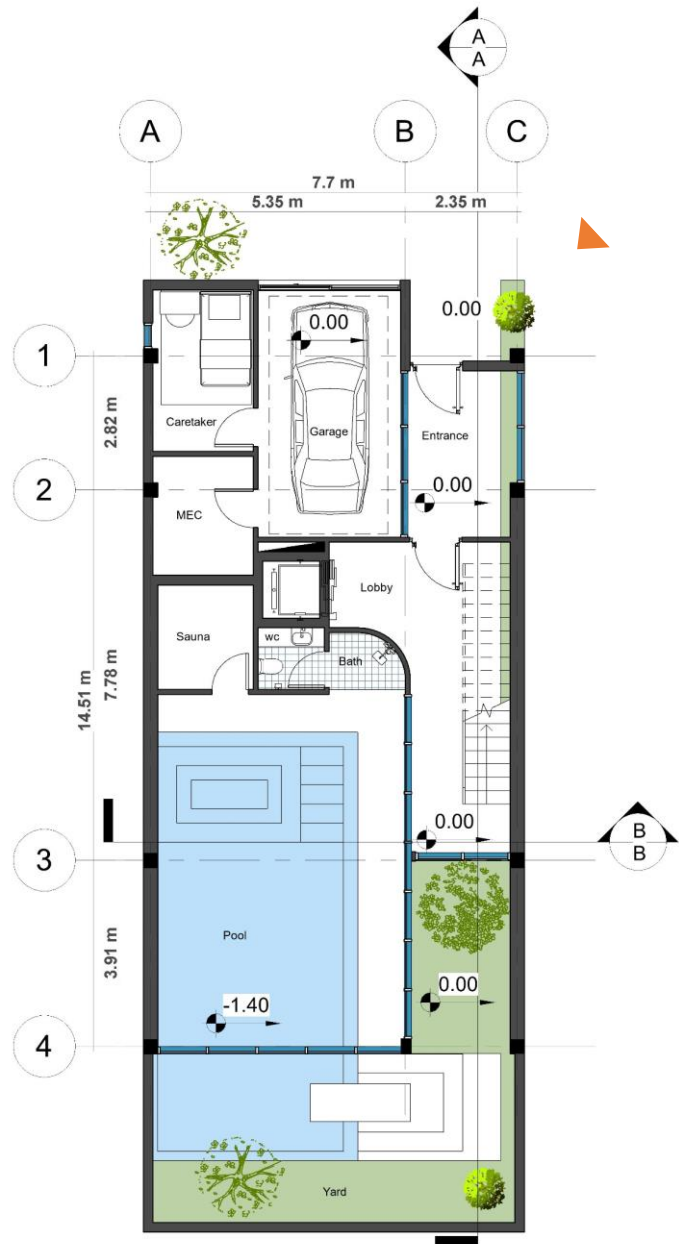 A
A
A
B
C
7.7 m
5.35 m
2.35 m
0.00
0.00
1
2.82 m
Caretaker
Garage
Entrance
2
MEC
0.00
Lobby
Sauna
wc
Bath
14.51 m
7.78 m
0.00
B
B
3
3.91 m
Pool
-1.40
0.00
4
Yard